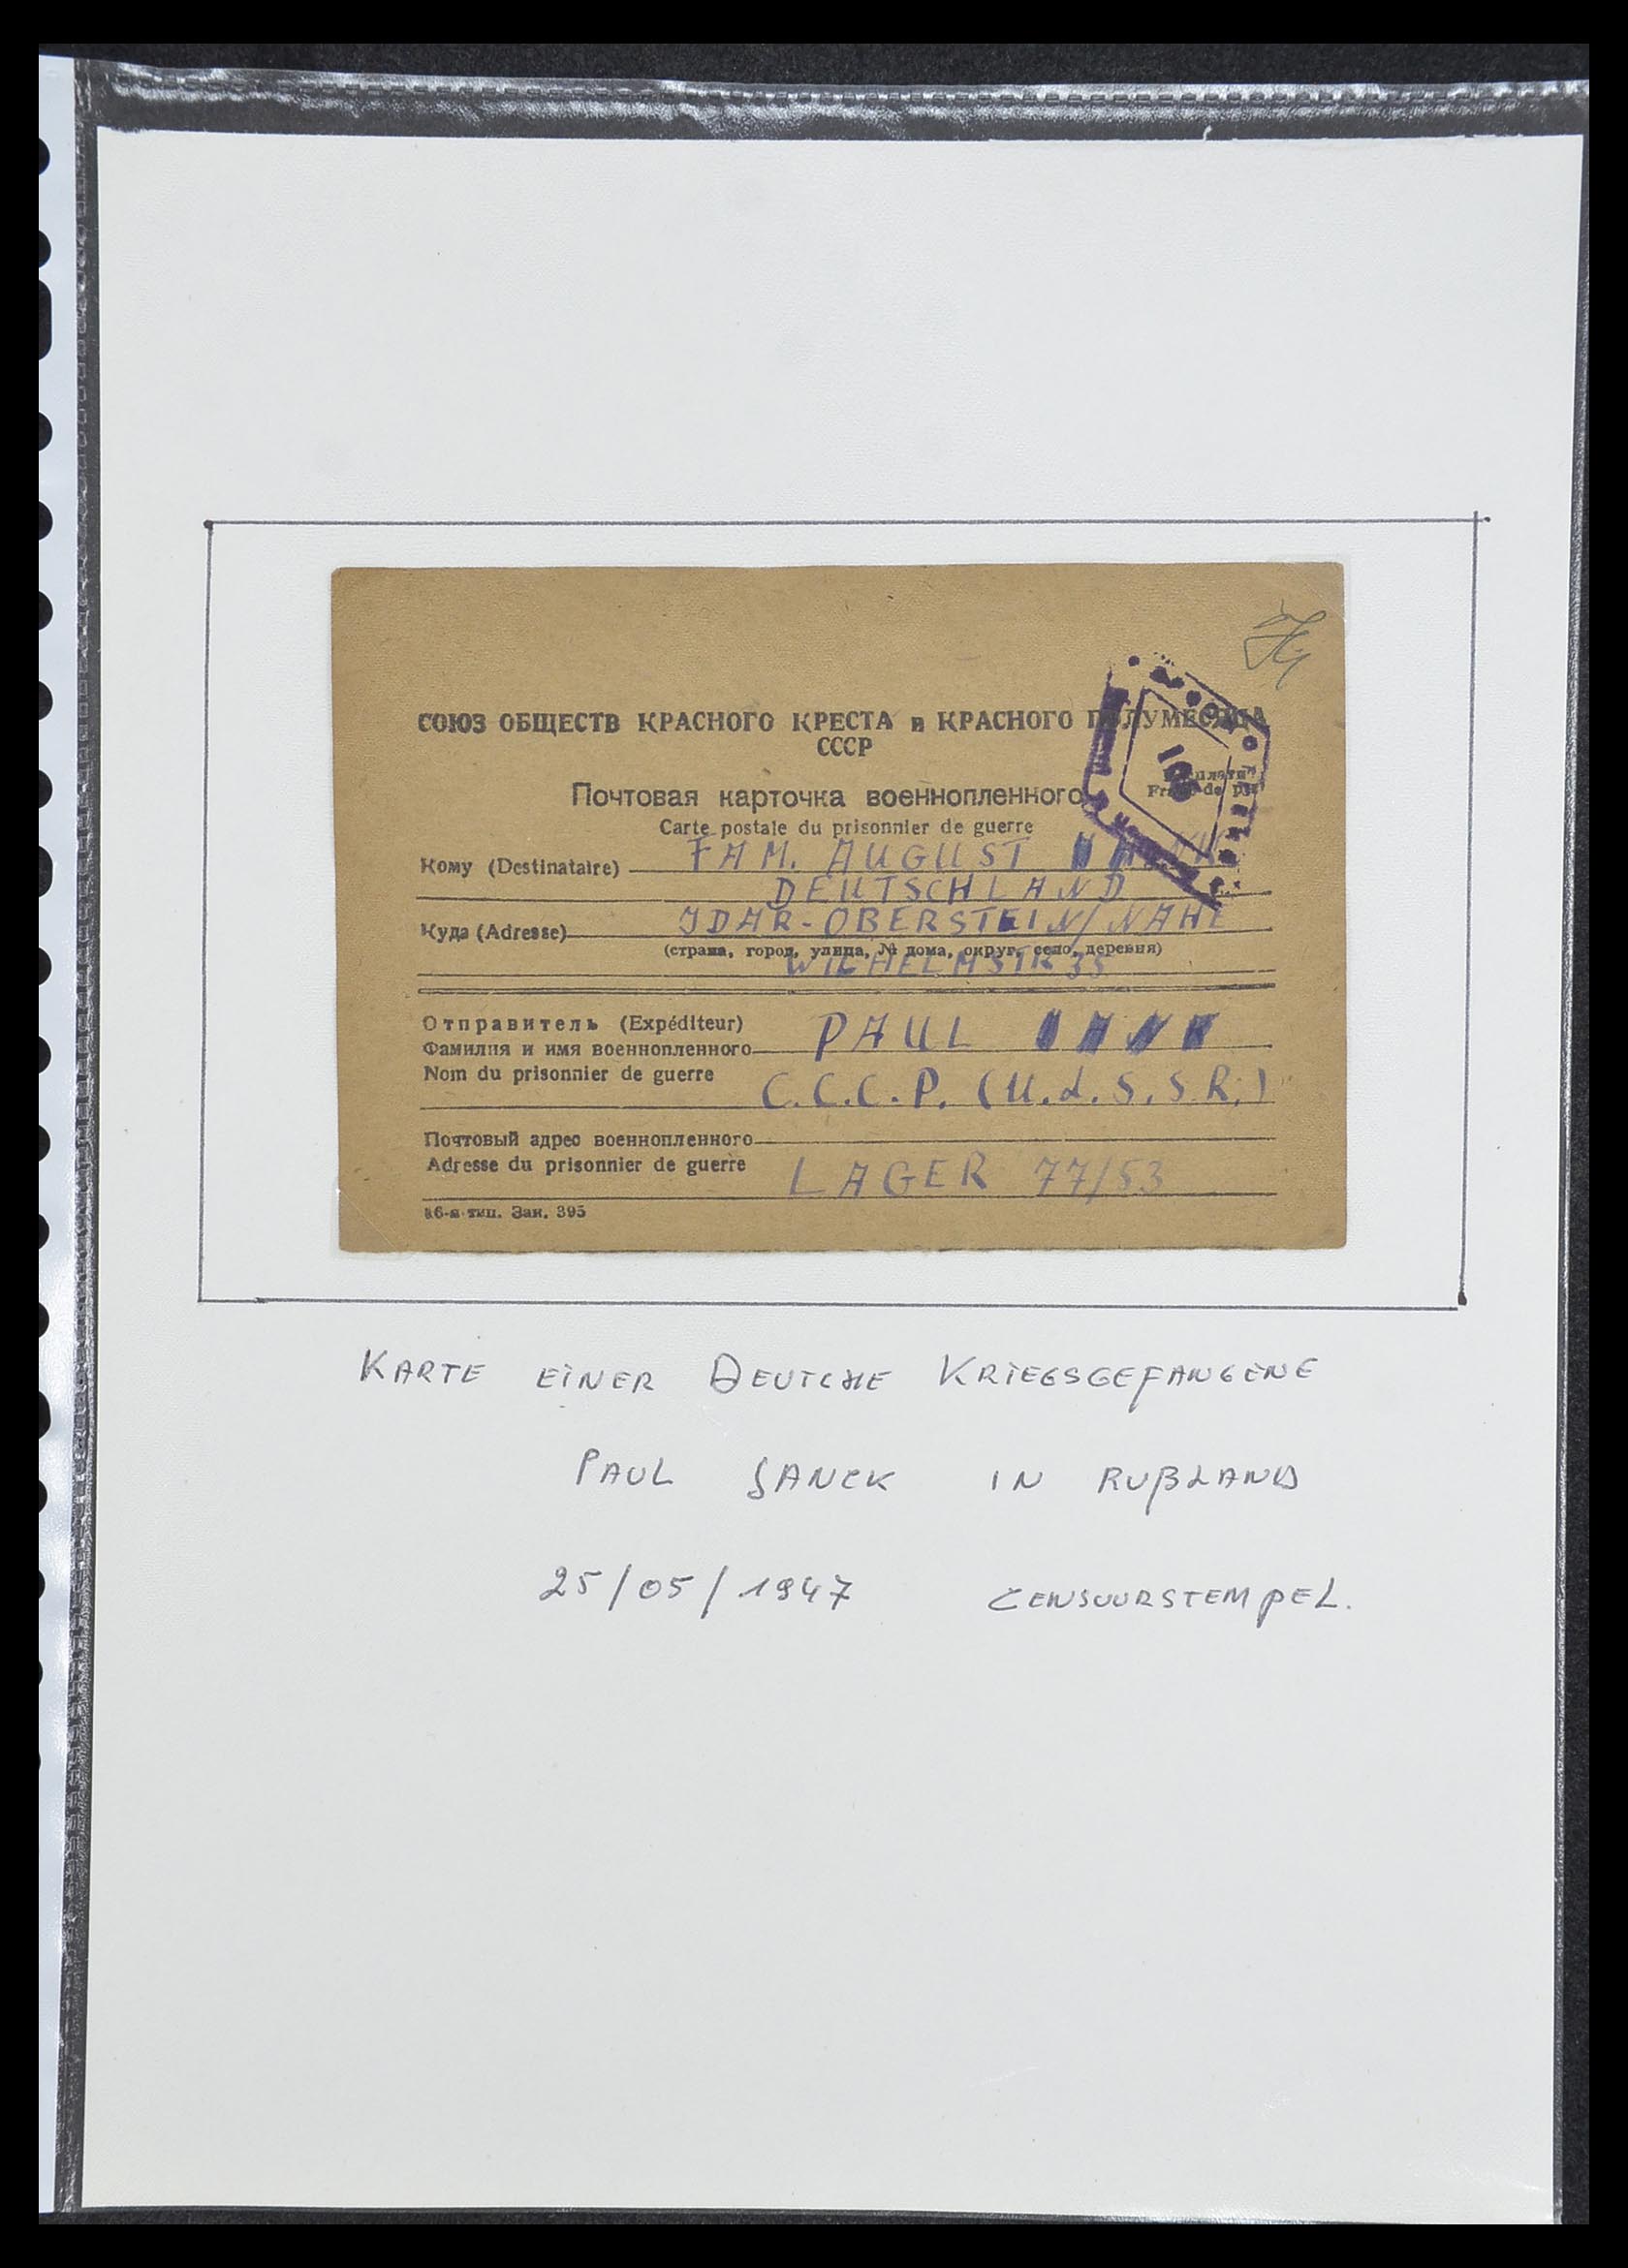 СОЮЗ ОБЩЕСТВ КРАСНОГО КРЕСТА и КРАСНОГО ПОЛУМЕСЯЦА
СССР
Почтовая карточка военнопленного
Carte postale du prisonnier de guerre
Кому (Destinataire) FAM. AUGUST
DEUTSCHLAND
Куда (Adresse) IDAR-OBERSTEIN/NAHE
(страна, город, улица, № дома, округ, село, деревня)
WILHELMSTR 35
Отправитель (Expéditeur)
Фамилия и имя военнопленного PAUL
Nom du prisonnier de guerre C.C.C.P. (U.d.S.S.R.)
Почтовый адрес военнопленного
Adresse du prisonnier de guerre LAGER 77/53
16-я тип. Зак. 395
KARTE EINER DEUTCHE KRIEGSGEFANGENE
PAUL IN RUßLAND
25/05/1947 CENSUURSTEMPEL.